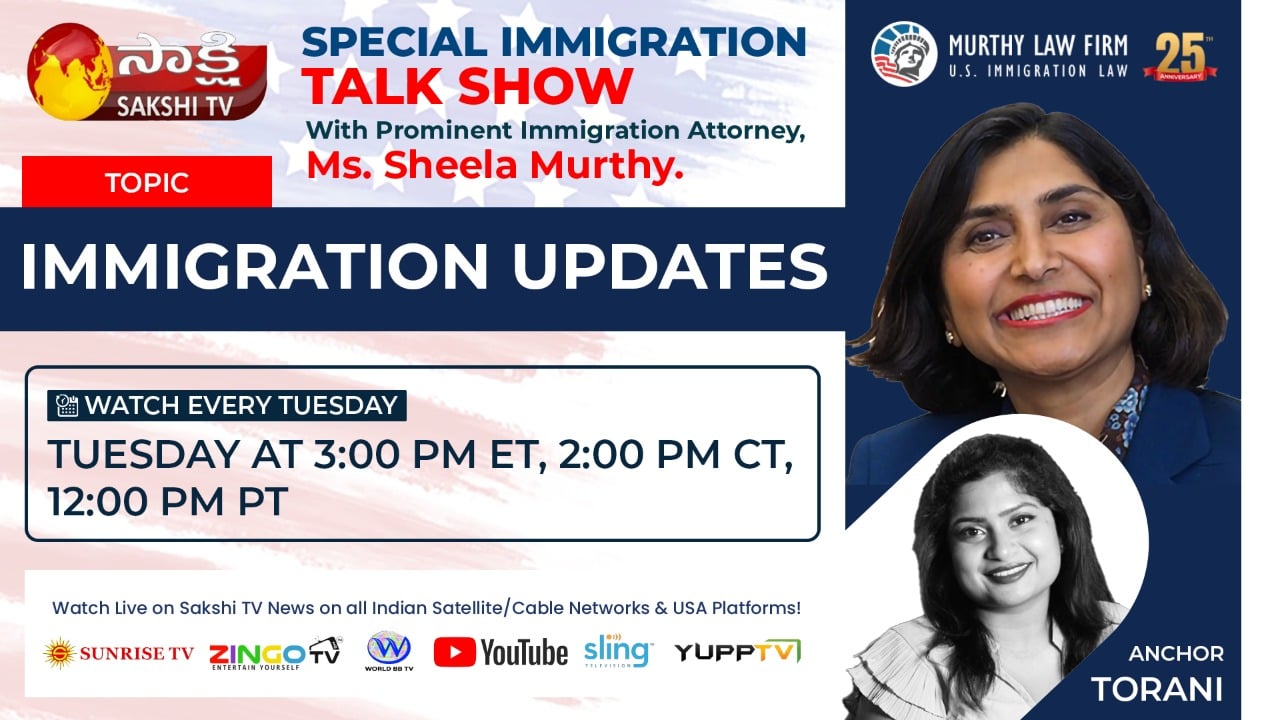 సాక్షి
SAKSHI TV
SPECIAL IMMIGRATION
TALK SHOW
With Prominent Immigration Attorney,
Ms. Sheela Murthy.
MURTHY LAW FIRM
U.S. IMMIGRATION LAW
25TH
ANNIVERSARY
TOPIC
IMMIGRATION UPDATES
WATCH EVERY TUESDAY
TUESDAY AT 3:00 PM ET, 2:00 PM CT,
12:00 PM PT
Watch Live on Sakshi TV News on all Indian Satellite/Cable Networks & USA Platforms!
SUNRISE TV
ZINGO TV
ENTERTAIN YOURSELF
W
WORLD BB TV
YouTube
sling
TELEVISION
YUPPTV
ANCHOR
TORANI